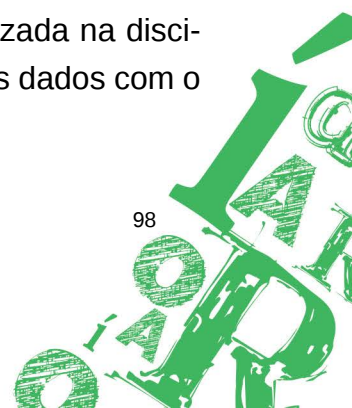 zada na disci-
s dados com o
98
Í
A
R
O
A
Í
O